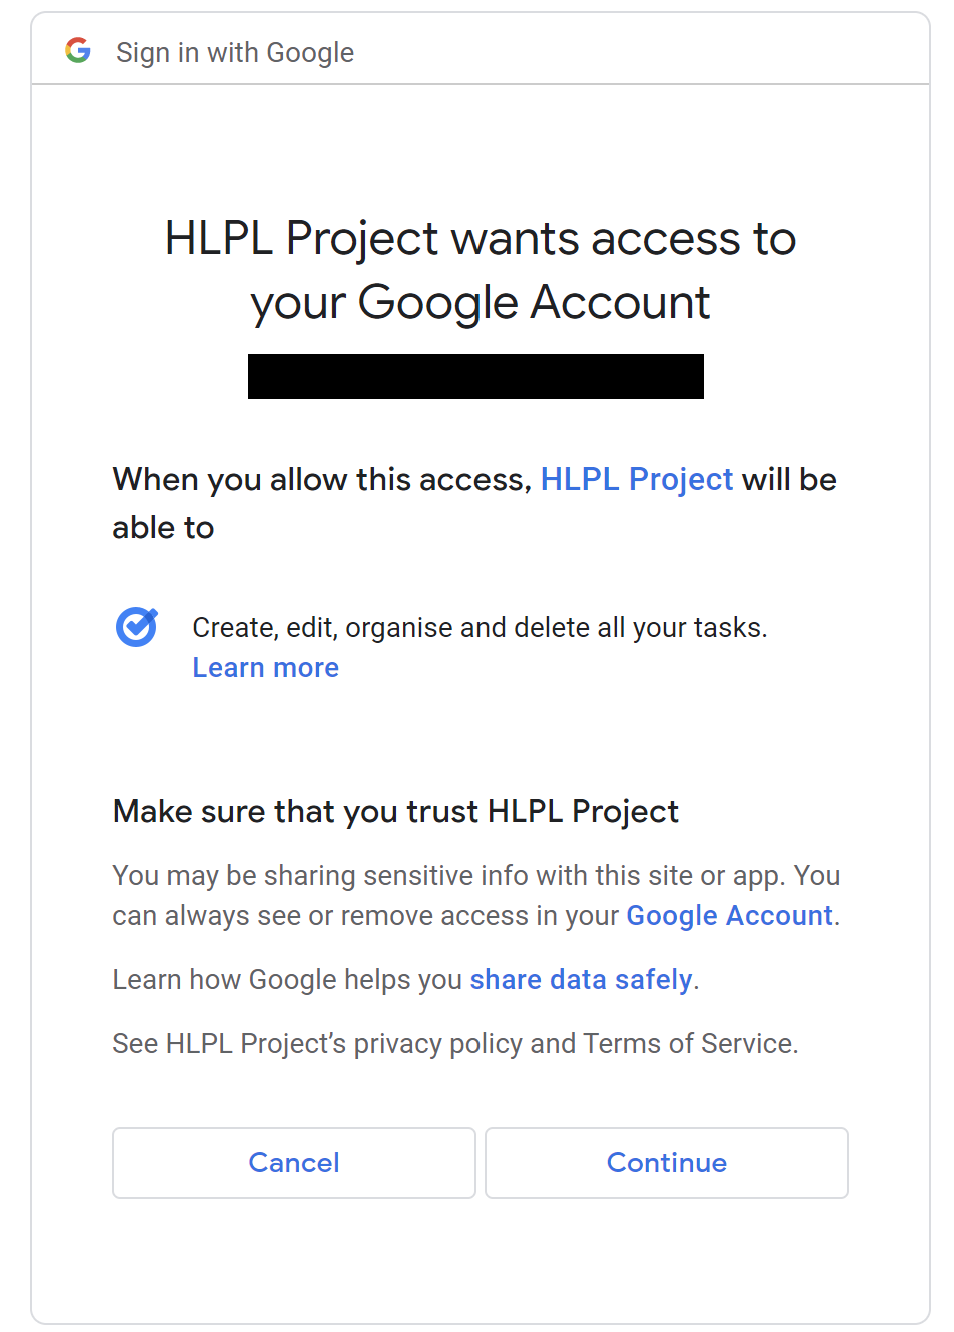 Sign in with Google
HLPL Project wants access to
your Google Account
When you allow this access, HLPL Project will be
able to
Create, edit, organise and delete all your tasks.
Learn more
Make sure that you trust HLPL Project
You may be sharing sensitive info with this site or app. You
can always see or remove access in your Google Account.
Learn how Google helps you share data safely.
See HLPL Project’s privacy policy and Terms of Service.
Cancel
Continue